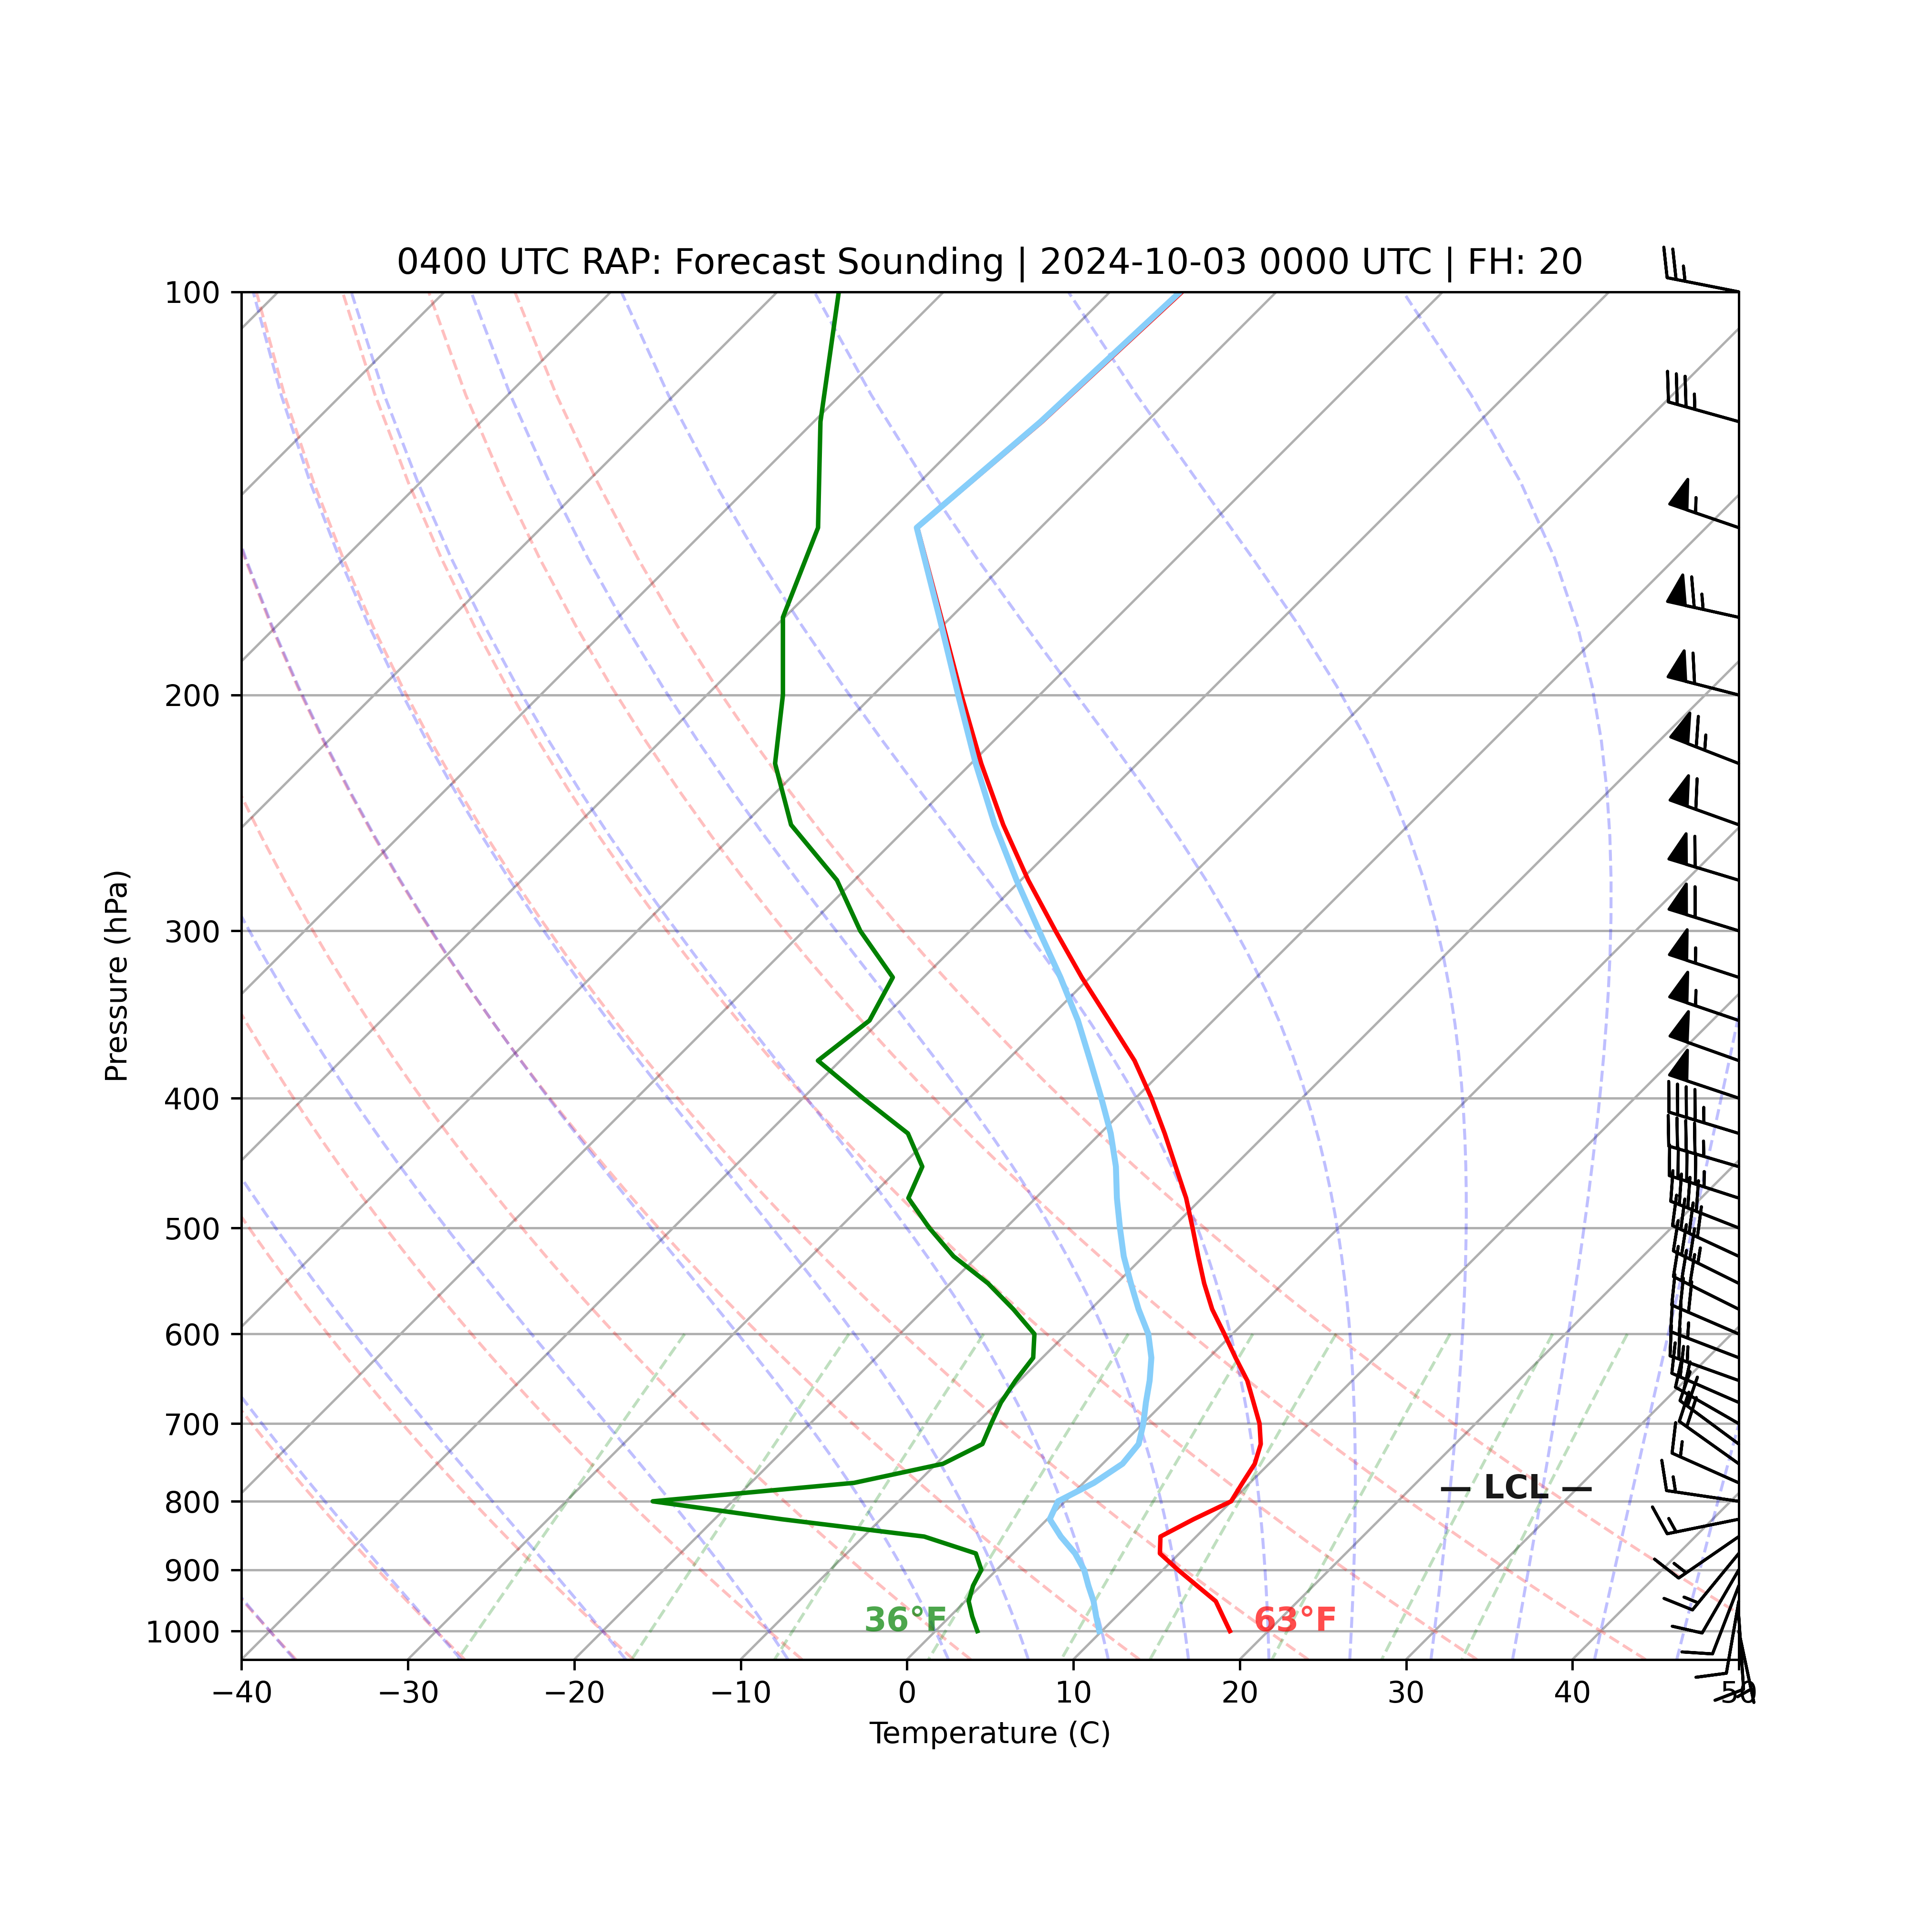 0400 UTC RAP: Forecast Sounding | 2024-10-03 0000 UTC | FH: 20
100
200
300
400
500
600
700
800
900
1000
Pressure (hPa)
— LCL —
36°F
63°F
−40 −30 −20 −10 0 10 20 30 40 50
Temperature (C)